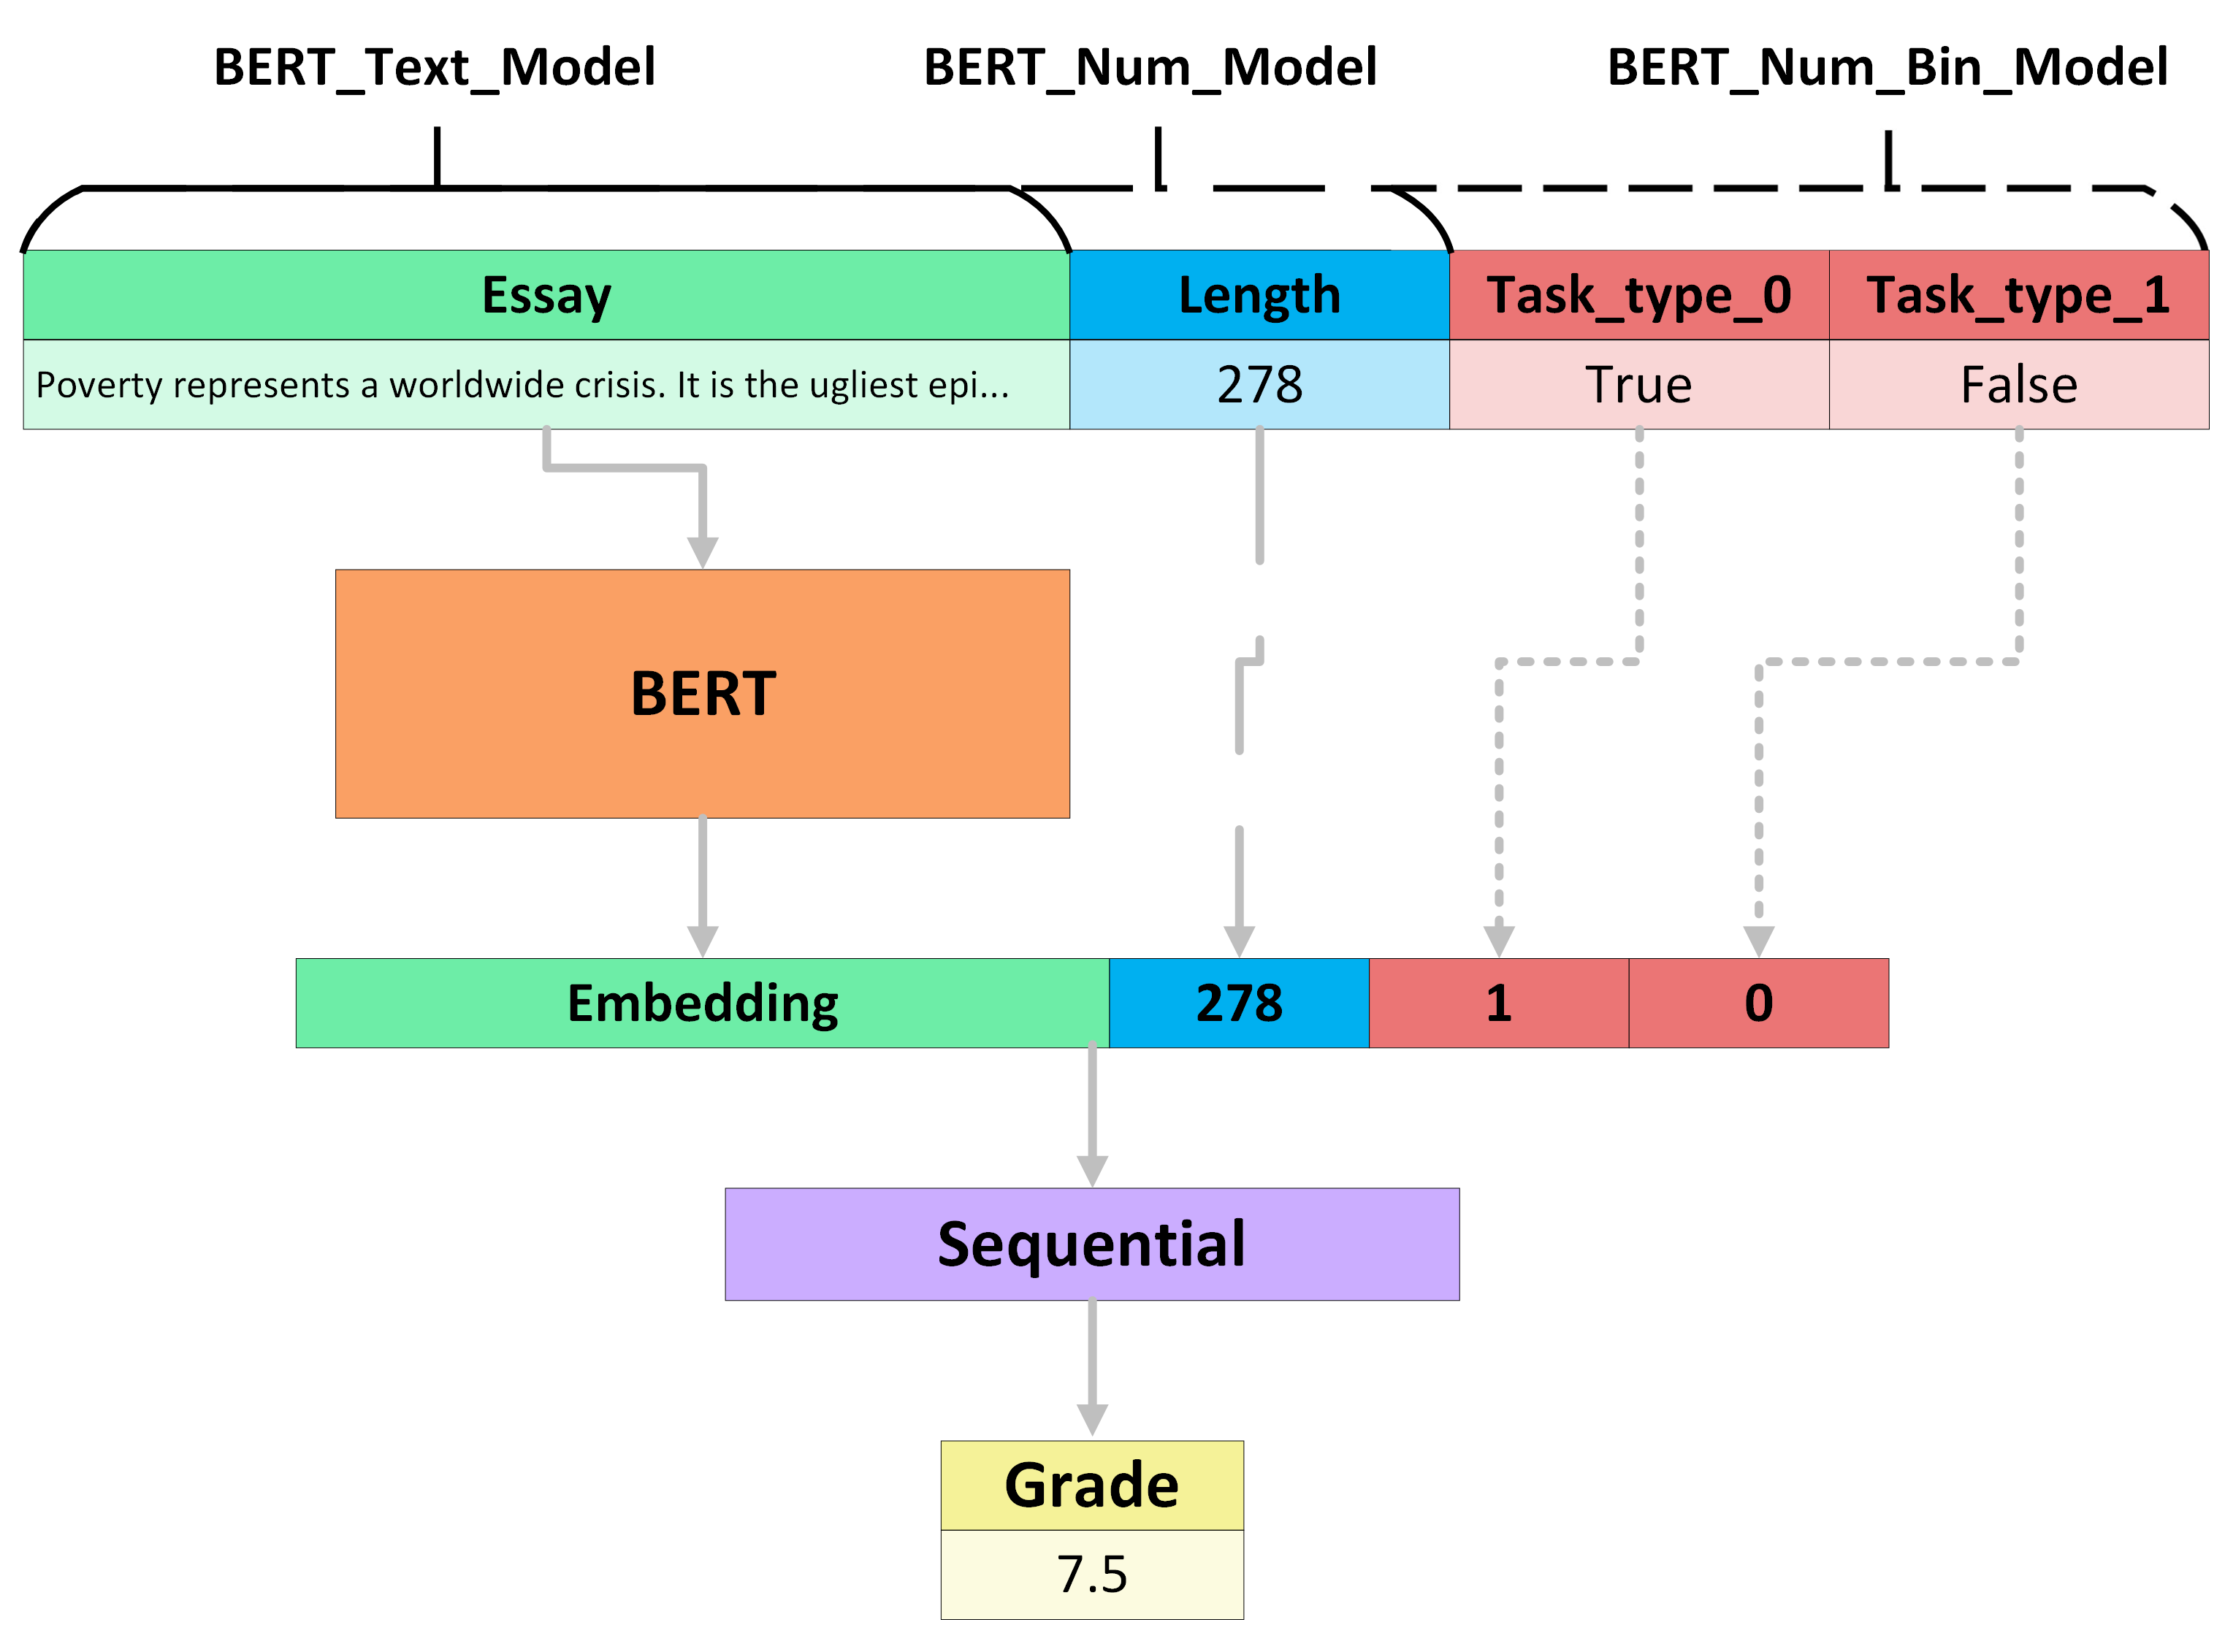 BERT_Text_Model BERT_Num_Model BERT_Num_Bin_Model
Essay Length Task_type_0 Task_type_1
Poverty represents a worldwide crisis. It is the ugliest epi... 278 True False
BERT
Embedding 278 1 0
Sequential
Grade
7.5